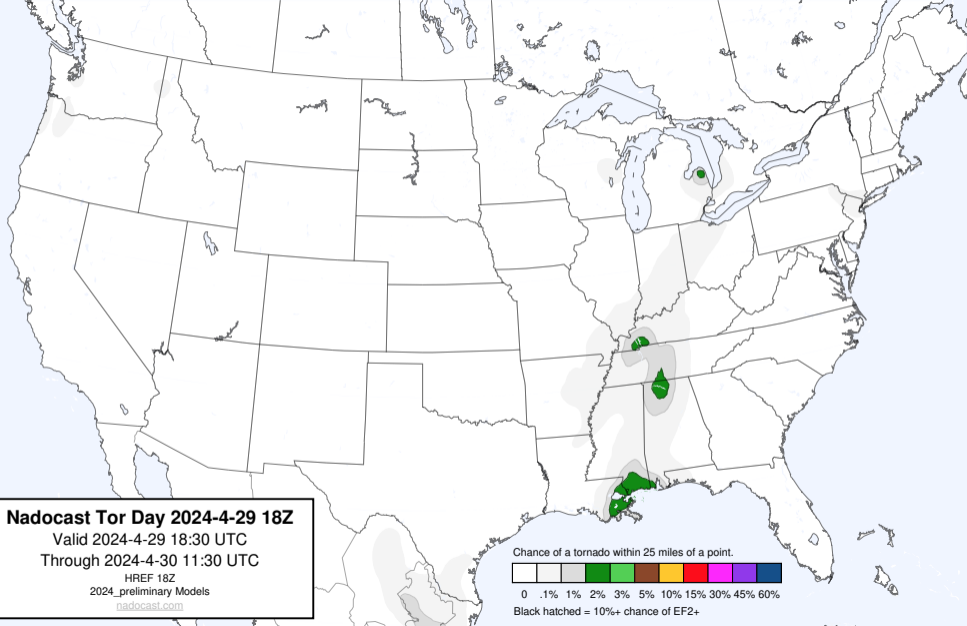 Nadocast Tor Day 2024-4-29 18Z
Valid 2024-4-29 18:30 UTC
Through 2024-4-30 11:30 UTC
HREF 18Z
2024_preliminary Models
nadocast.com
Chance of a tornado within 25 miles of a point.
0 .1% 1% 2% 3% 5% 10% 15% 30% 45% 60%
Black hatched = 10%+ chance of EF2+